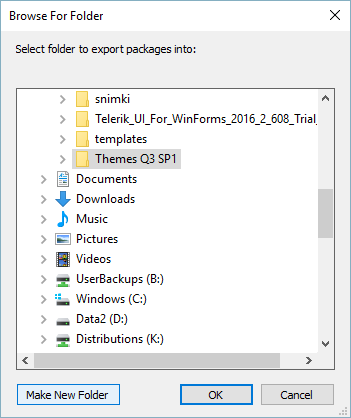 Browse For Folder
Select folder to export packages into:
snimki
Telerik_UI_For_WinForms_2016_2_608_Trial_
templates
Themes Q3 SP1
Documents
Downloads
Music
Pictures
Videos
UserBackups (B:)
Windows (C:)
Data2 (D:)
Distributions (K:)
Make New Folder
OK
Cancel